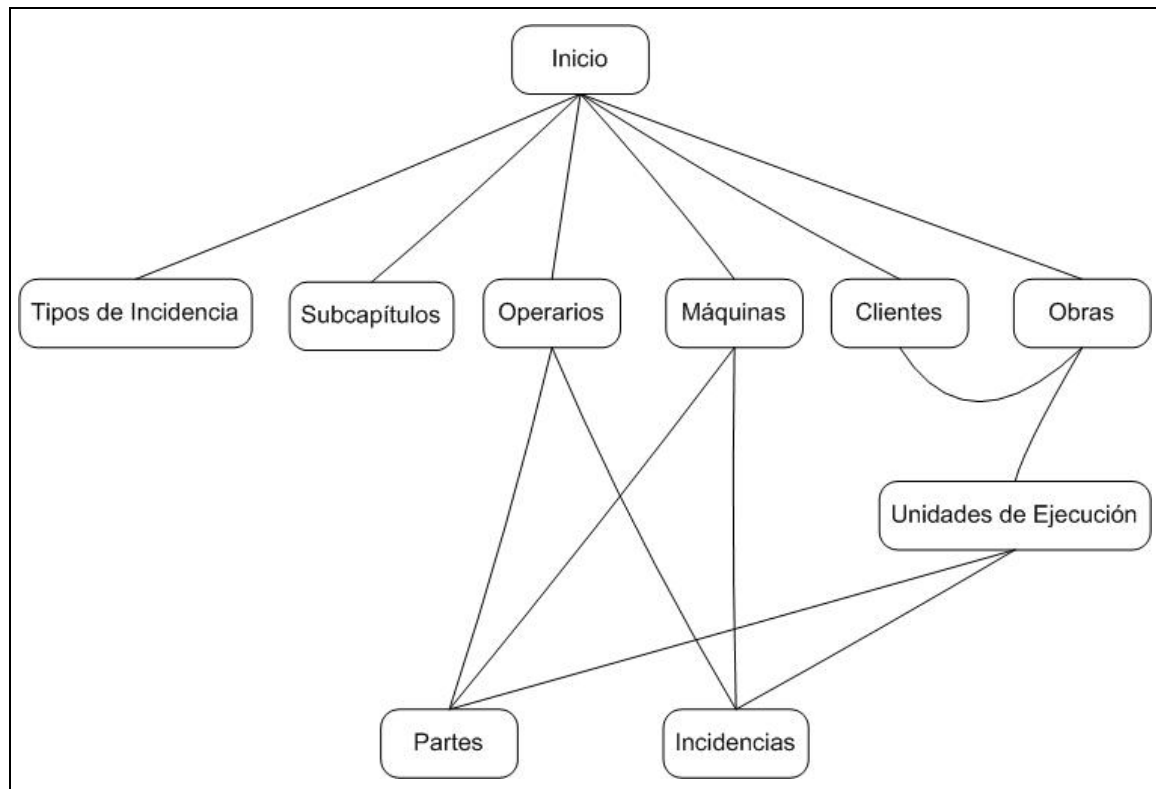 Inicio
Tipos de Incidencia
Subcapítulos
Operarios
Máquinas
Clientes
Obras
Unidades de Ejecución
Partes
Incidencias